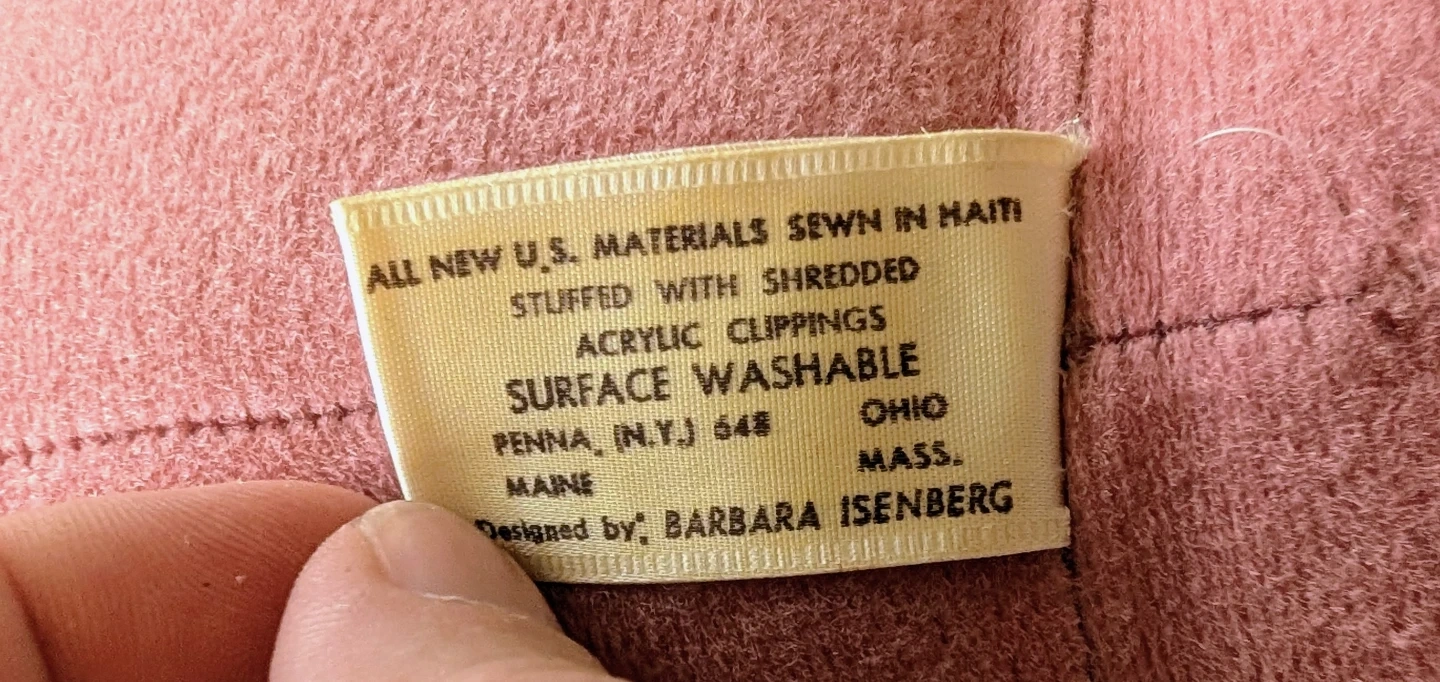 ALL NEW U.S. MATERIALS SEWN IN HAITI
STUFFED WITH SHREDDED
ACRYLIC CLIPPINGS
SURFACE WASHABLE
PENNA. (N.Y.) 648 OHIO
MAINE MASS.
Designed by: BARBARA ISENBERG